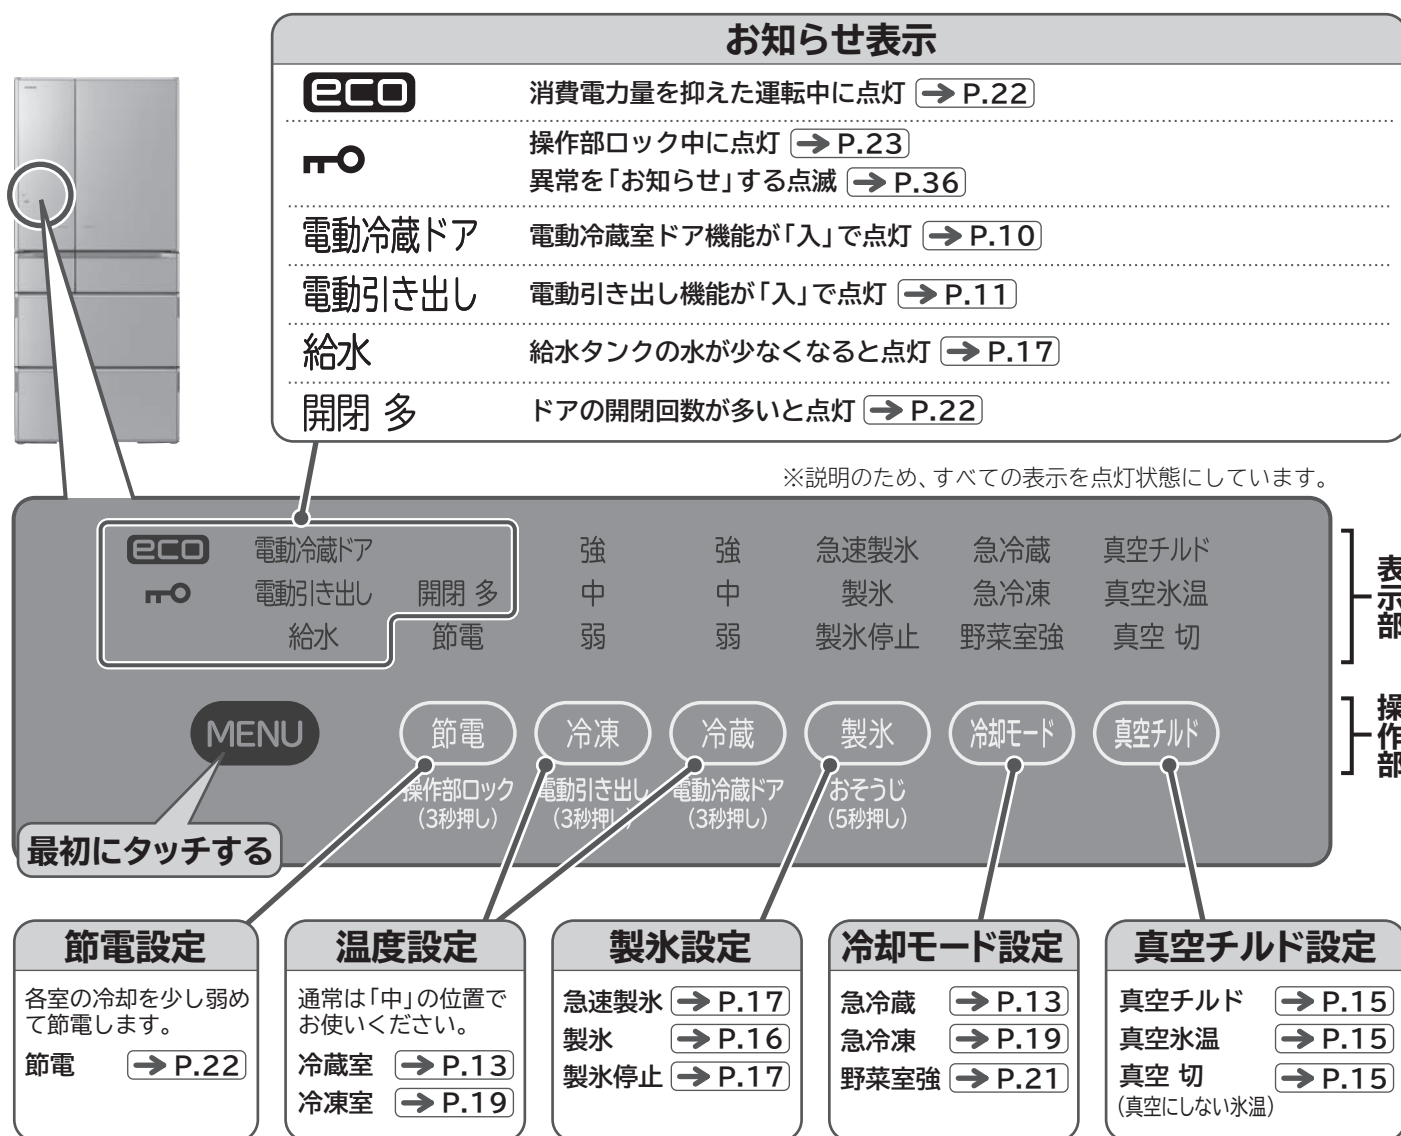 お知らせ表示
eco 消費電力量を抑えた運転中に点灯 → P.22
操作部ロック中に点灯 → P.23
異常を「お知らせ」する点滅 → P.36
電動冷蔵ドア 電動冷蔵室ドア機能が「入」で点灯 → P.10
電動引き出し 電動引き出し機能が「入」で点灯 → P.11
給水 給水タンクの水が少なくなると点灯 → P.17
開閉 多 ドアの開閉回数が多いと点灯 → P.22
※説明のため、すべての表示を点灯状態にしています。
eco 電動冷蔵ドア 強 強 急速製氷 急冷蔵 真空チルド
電動引き出し 開閉 多 中 中 製氷 急冷凍 真空氷温
給水 節電 弱 弱 製氷停止 野菜室強 真空 切
表示部
MENU 節電 冷凍 冷蔵 製氷 冷却モード 真空チルド
操作部
操作部ロック 電動引き出し 電動冷蔵ドア おそうじ
(3秒押し) (3秒押し) (3秒押し) (5秒押し)
最初にタッチする
節電設定
各室の冷却を少し弱め
て節電します。
節電 → P.22
温度設定
通常は「中」の位置で
お使いください。
冷蔵室 → P.13
冷凍室 → P.19
製氷設定
急速製氷 → P.17
製氷 → P.16
製氷停止 → P.17
冷却モード設定
急冷蔵 → P.13
急冷凍 → P.19
野菜室強 → P.21
真空チルド設定
真空チルド → P.15
真空氷温 → P.15
真空 切 → P.15
(真空にしない氷温)